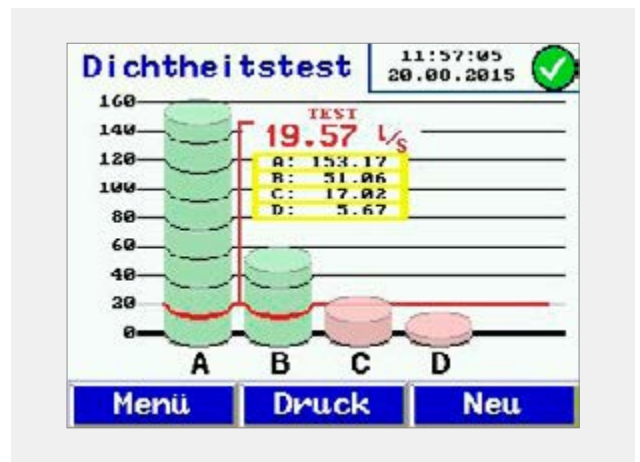 Dichtheitstest
11:57:05
20.08.2015
160
140
120
100
80
60
40
20
0
TEST
19.57 L/S
A: 153.17
B: 51.06
C: 17.02
D: 5.67
A B C D
Menü Druck Neu